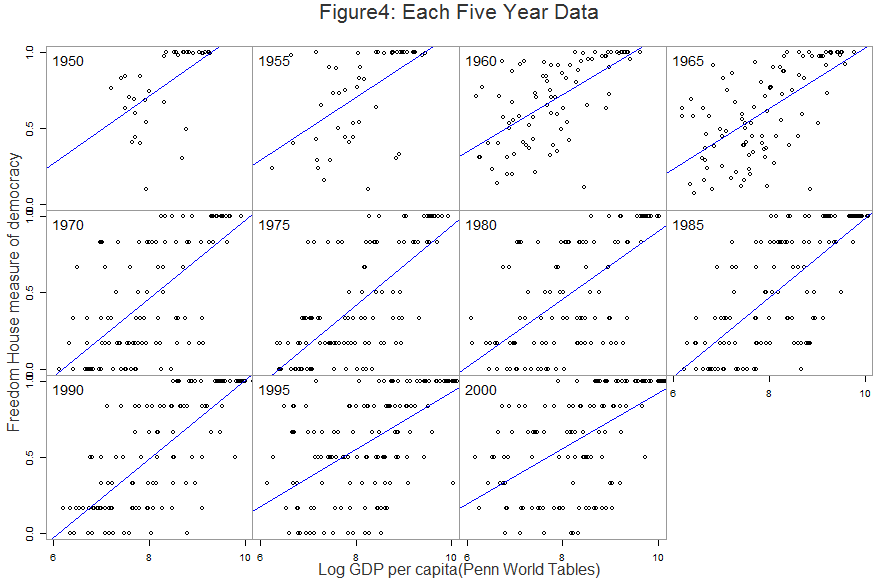 Figure4: Each Five Year Data
1950 1955 1960 1965
1.0
0.5
0.0
1970 1975 1980 1985
1.0
0.5
0.0
1990 1995 2000
1.0
0.5
0.0
6 8 10
6 8 10 6 8 10 6 8 10
Freedom House measure of democracy
Log GDP per capita(Penn World Tables)